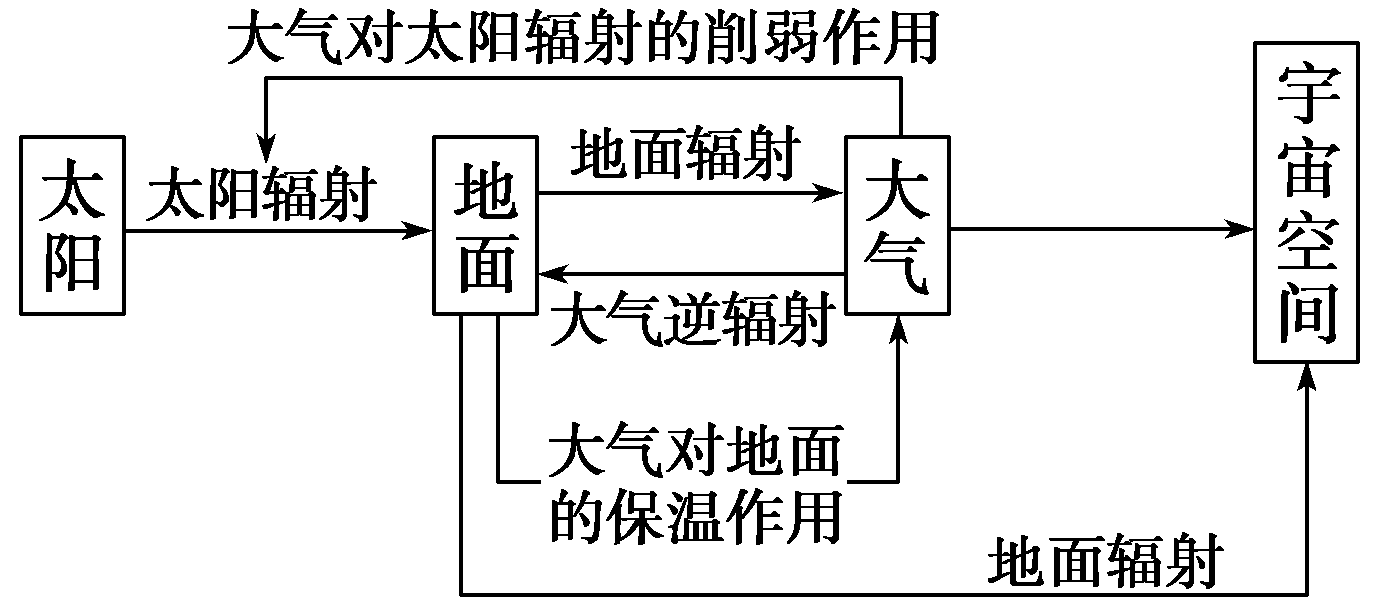 大气对太阳辐射的削弱作用
太阳
太阳辐射
地面
地面辐射
大气逆辐射
大气
宇宙空间
大气对地面
的保温作用
地面辐射